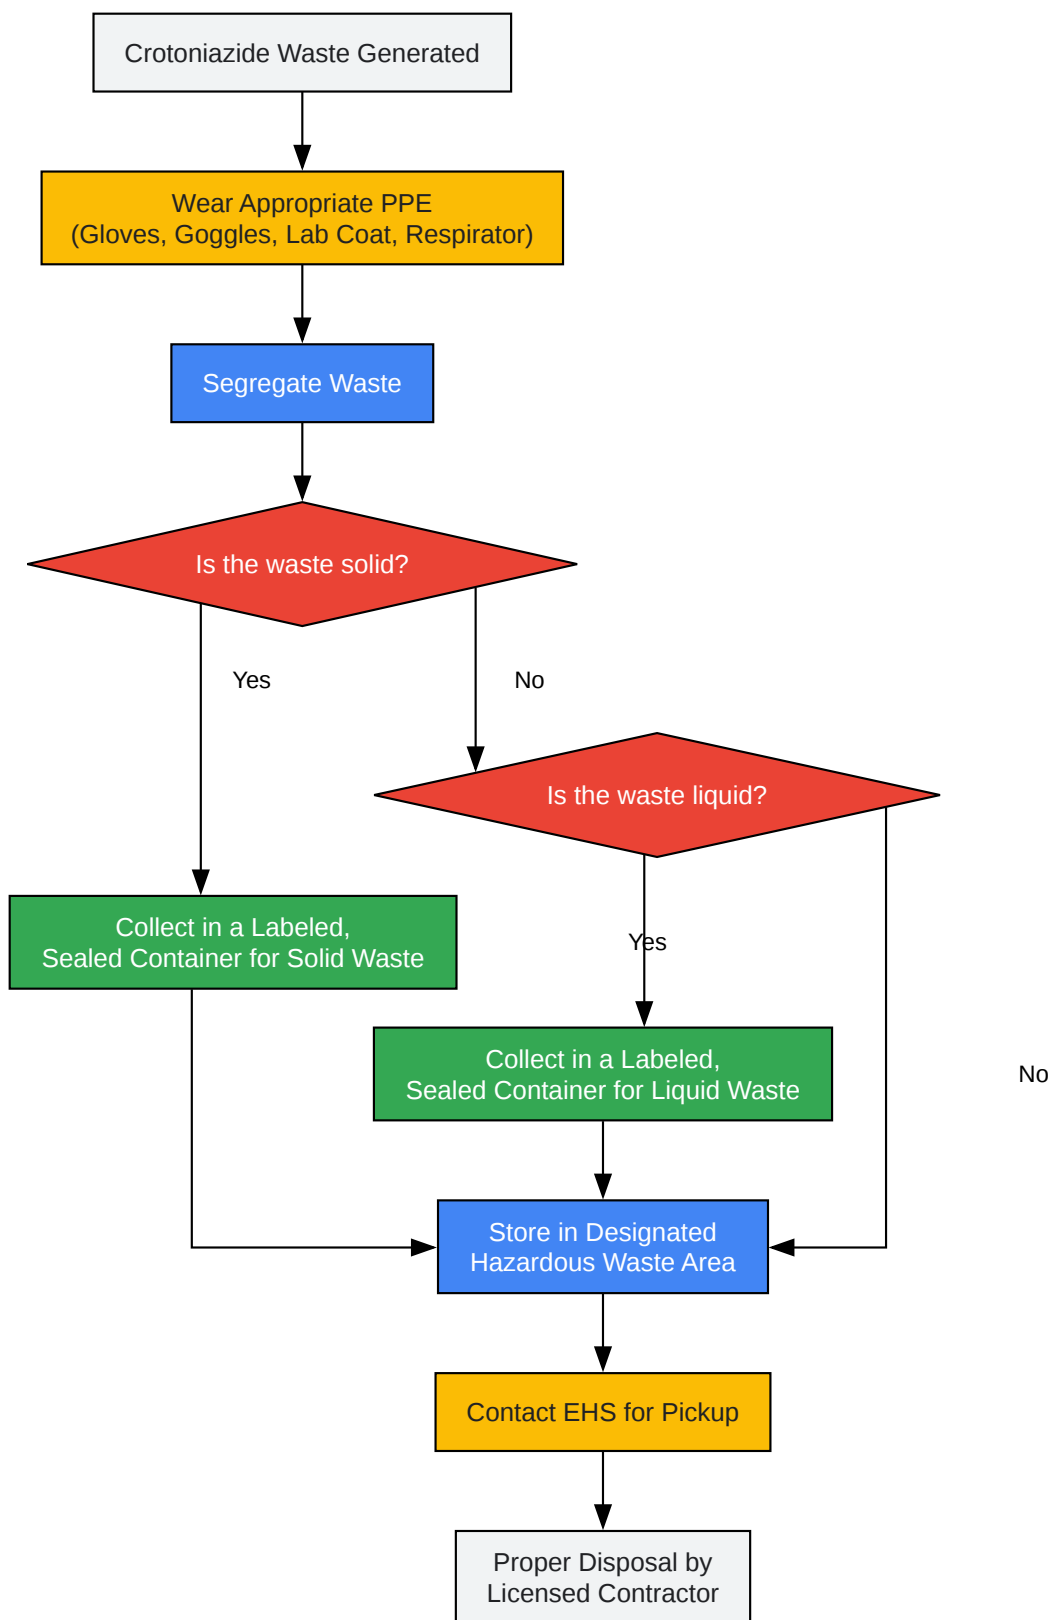 Crotoniazide Waste Generated
Wear Appropriate PPE
(Gloves, Goggles, Lab Coat, Respirator)
Segregate Waste
Is the waste solid?
Yes
No
Is the waste liquid?
Collect in a Labeled,
Sealed Container for Solid Waste
Yes
Collect in a Labeled,
Sealed Container for Liquid Waste
No
Store in Designated
Hazardous Waste Area
Contact EHS for Pickup
Proper Disposal by
Licensed Contractor